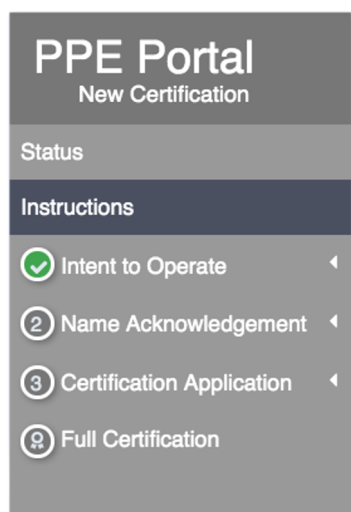 PPE Portal
New Certification
Status
Instructions
Intent to Operate
2 Name Acknowledgement
3 Certification Application
Full Certification